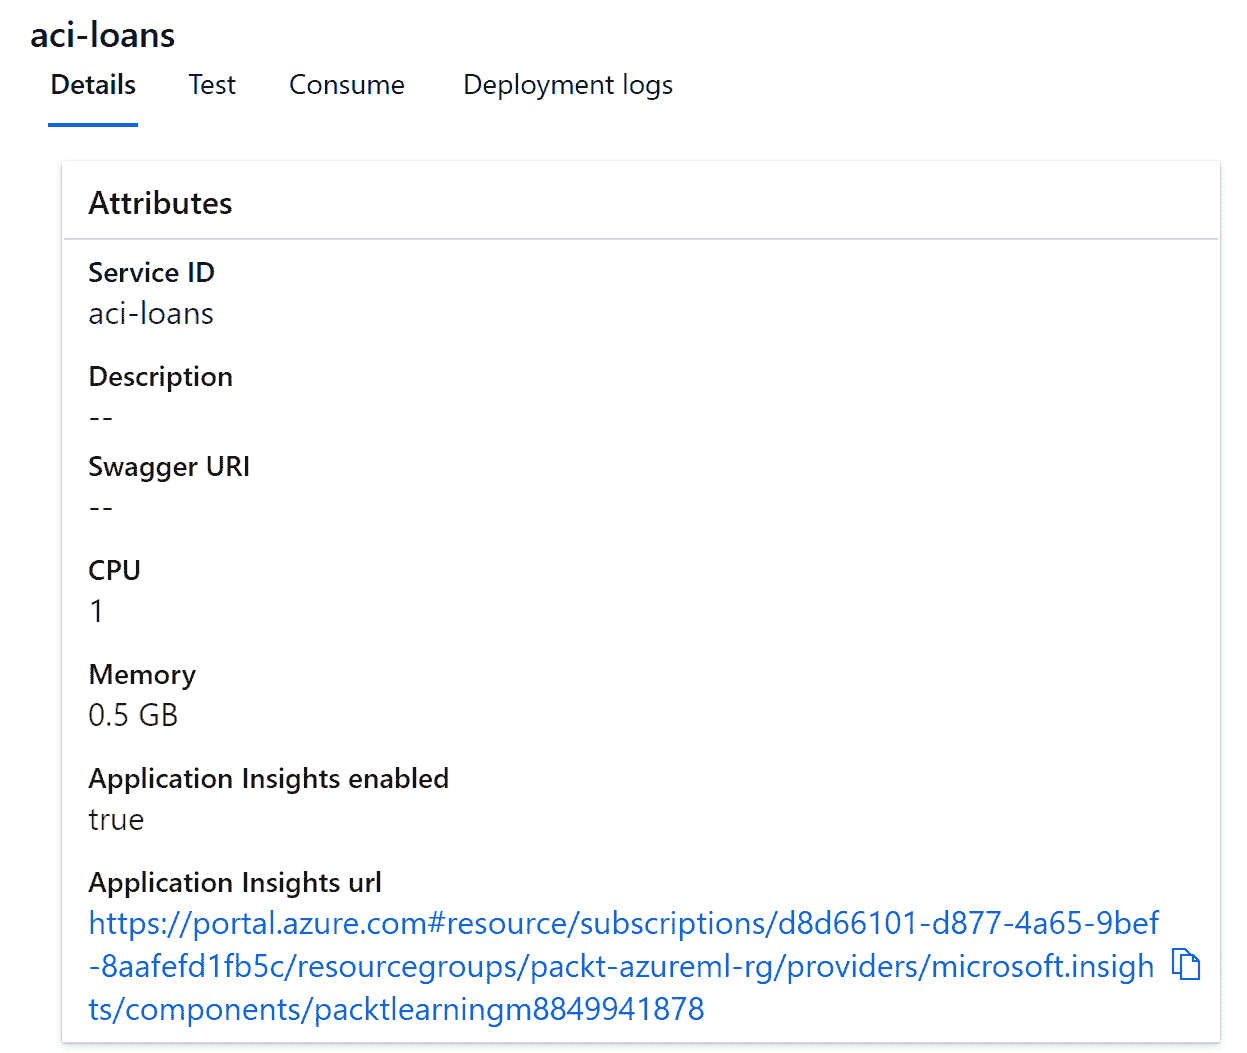 aci-loans
Details Test Consume Deployment logs
Attributes
Service ID
aci-loans
Description
--
Swagger URI
--
CPU
1
Memory
0.5 GB
Application Insights enabled
true
Application Insights url
https://portal.azure.com#resource/subscriptions/d8d66101-d877-4a65-9bef
-8aafefd1fb5c/resourcegroups/packt-azureml-rg/providers/microsoft.insigh
ts/components/packtlearningm8849941878